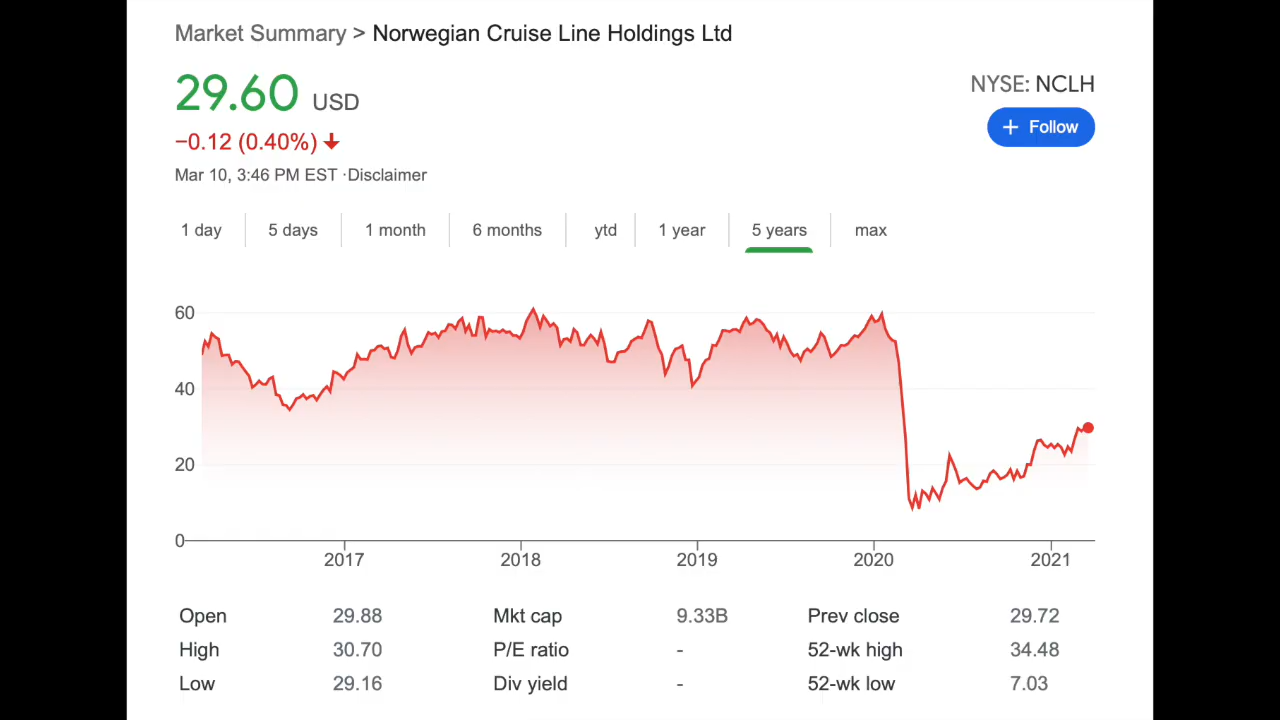 Market Summary > Norwegian Cruise Line Holdings Ltd
29.60 USD
NYSE: NCLH
+ Follow
−0.12 (0.40%) ↓
Mar 10, 3:46 PM EST ·Disclaimer
1 day 5 days 1 month 6 months ytd 1 year 5 years max
60
40
20
0
2017 2018 2019 2020 2021
Open 29.88 Mkt cap 9.33B Prev close 29.72
High 30.70 P/E ratio - 52-wk high 34.48
Low 29.16 Div yield - 52-wk low 7.03